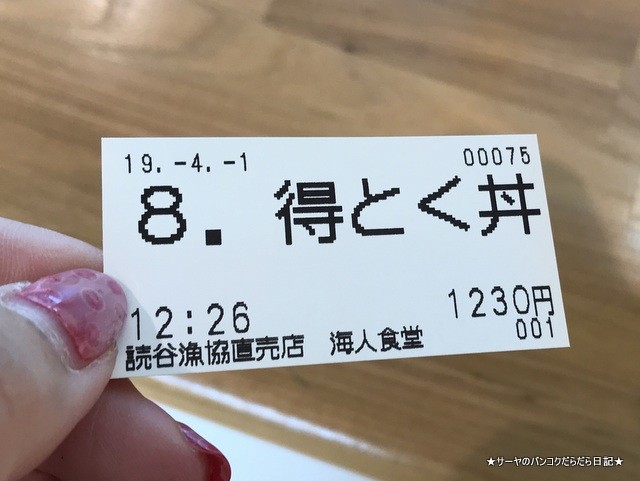 19.-4.-1 00075
8. 得とく丼
12:26 1230円
001
読谷漁協直売店 海人食堂
★サーヤのバンコクだらだら日記★